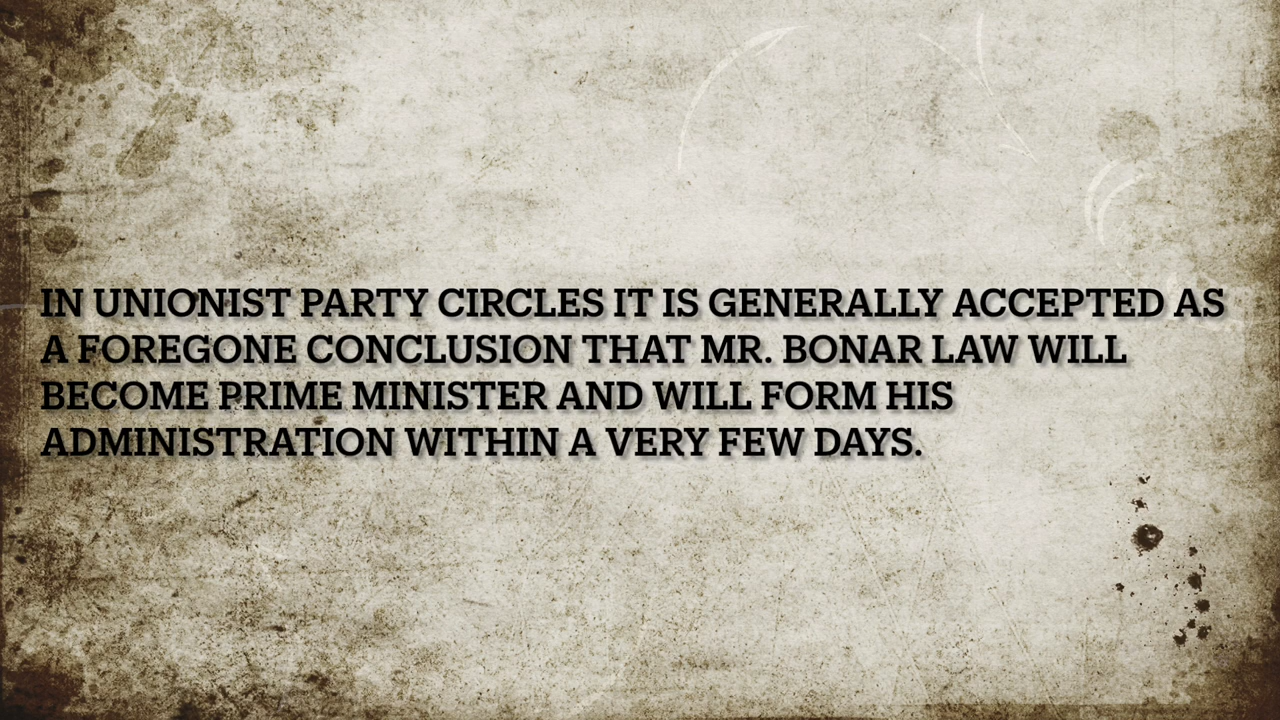 IN UNIONIST PARTY CIRCLES IT IS GENERALLY ACCEPTED AS
A FOREGONE CONCLUSION THAT MR. BONAR LAW WILL
BECOME PRIME MINISTER AND WILL FORM HIS
ADMINISTRATION WITHIN A VERY FEW DAYS.